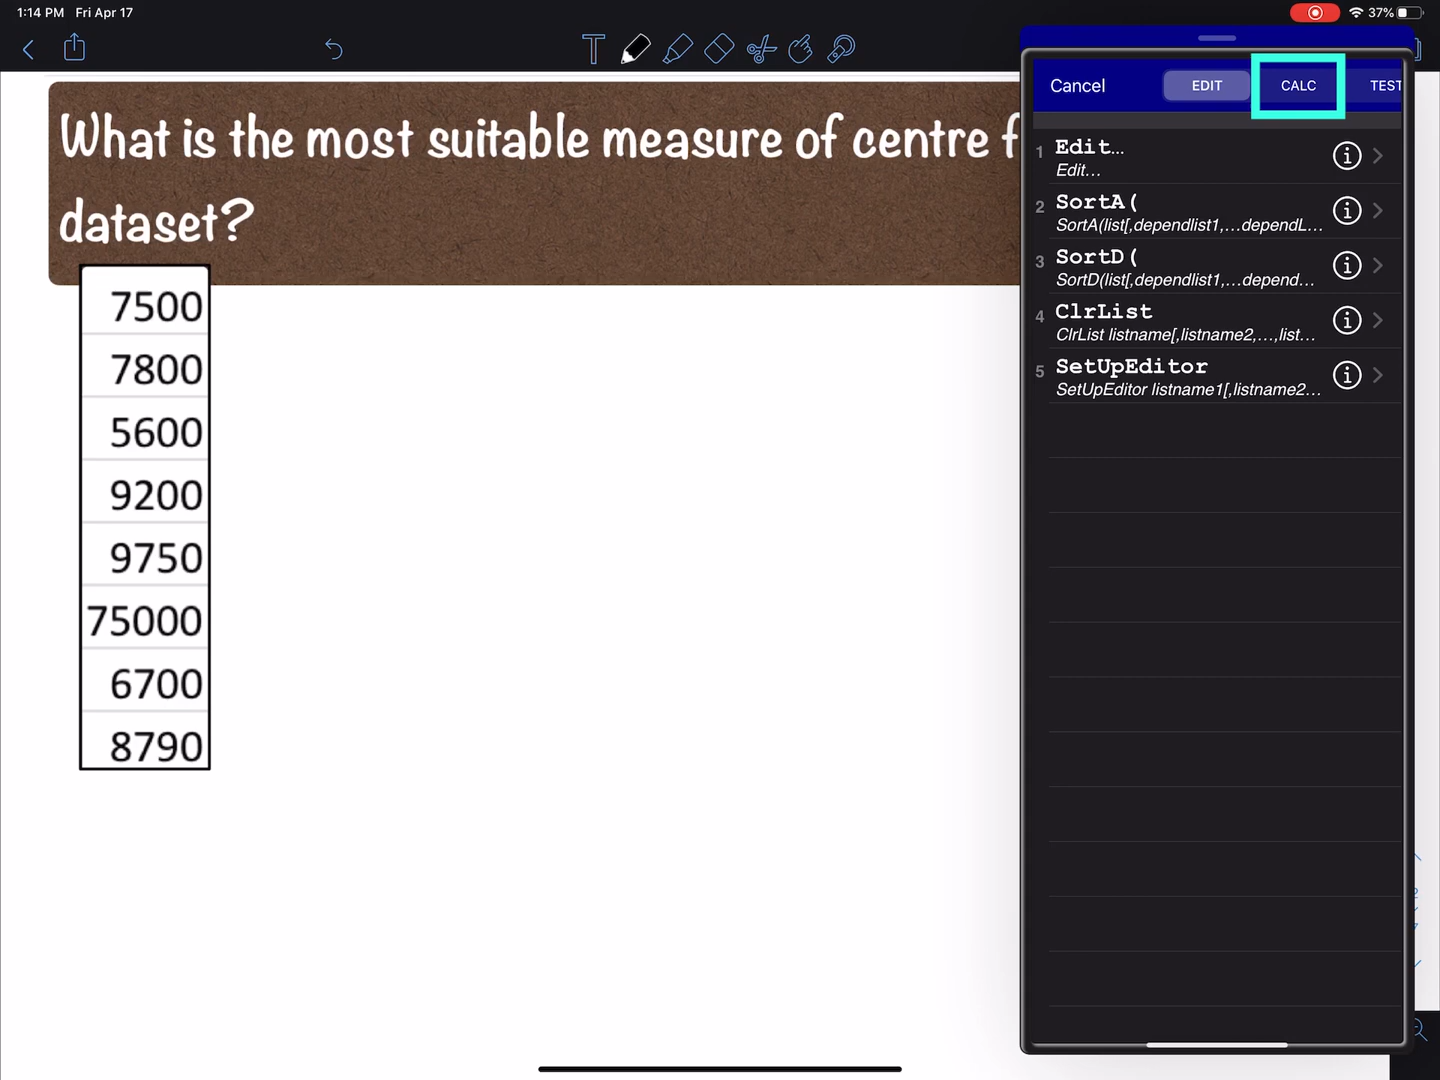 1:14 PM Fri Apr 17
37%
T
Cancel
EDIT
CALC
TEST
What is the most suitable measure of centre f
dataset?
1
Edit...
Edit...
2
SortA(
SortA(list[,dependlist1,...dependL...
3
SortD(
SortD(list[,dependlist1,...depend...
4
ClrList
ClrList listname[,listname2,...,list...
5
SetUpEditor
SetUpEditor listname1[,listname2...
7500
7800
5600
9200
9750
75000
6700
8790